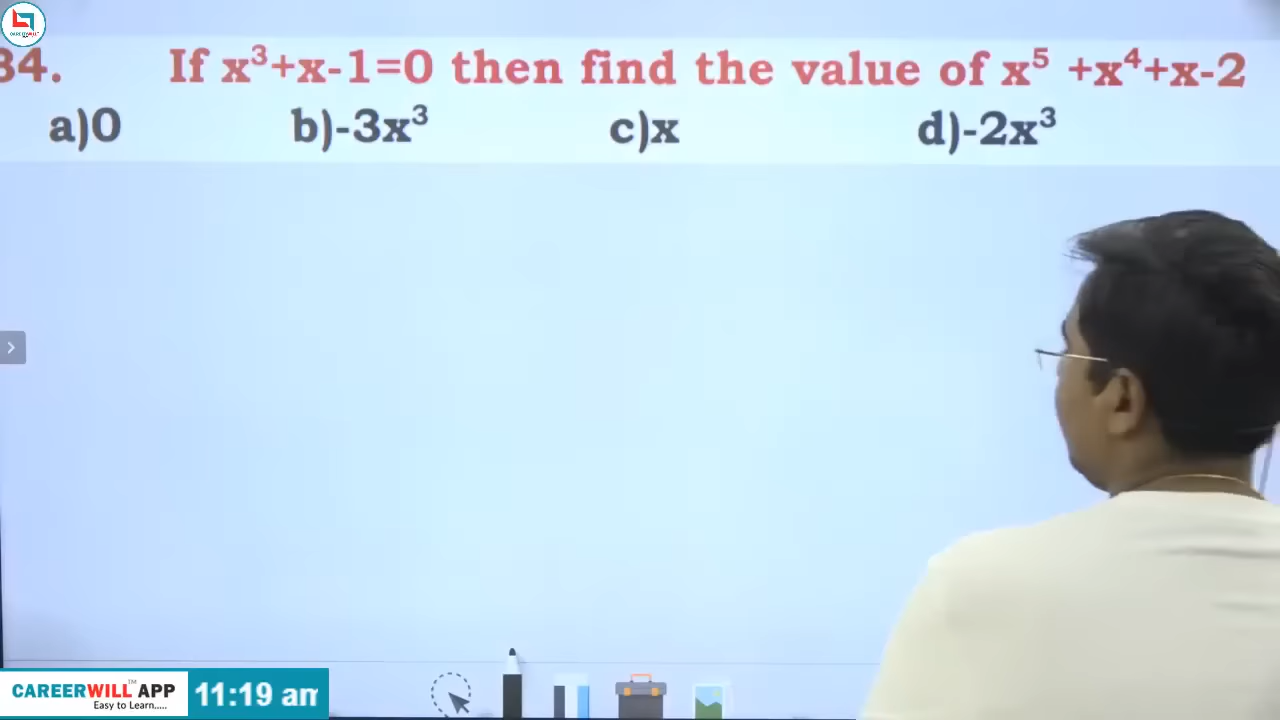 CAREERWILL
34. If x³+x-1=0 then find the value of x⁵ +x⁴+x-2
a)0 b)-3x³ c)x d)-2x³
CAREERWILL™ APP
Easy to Learn.....
11:19 am